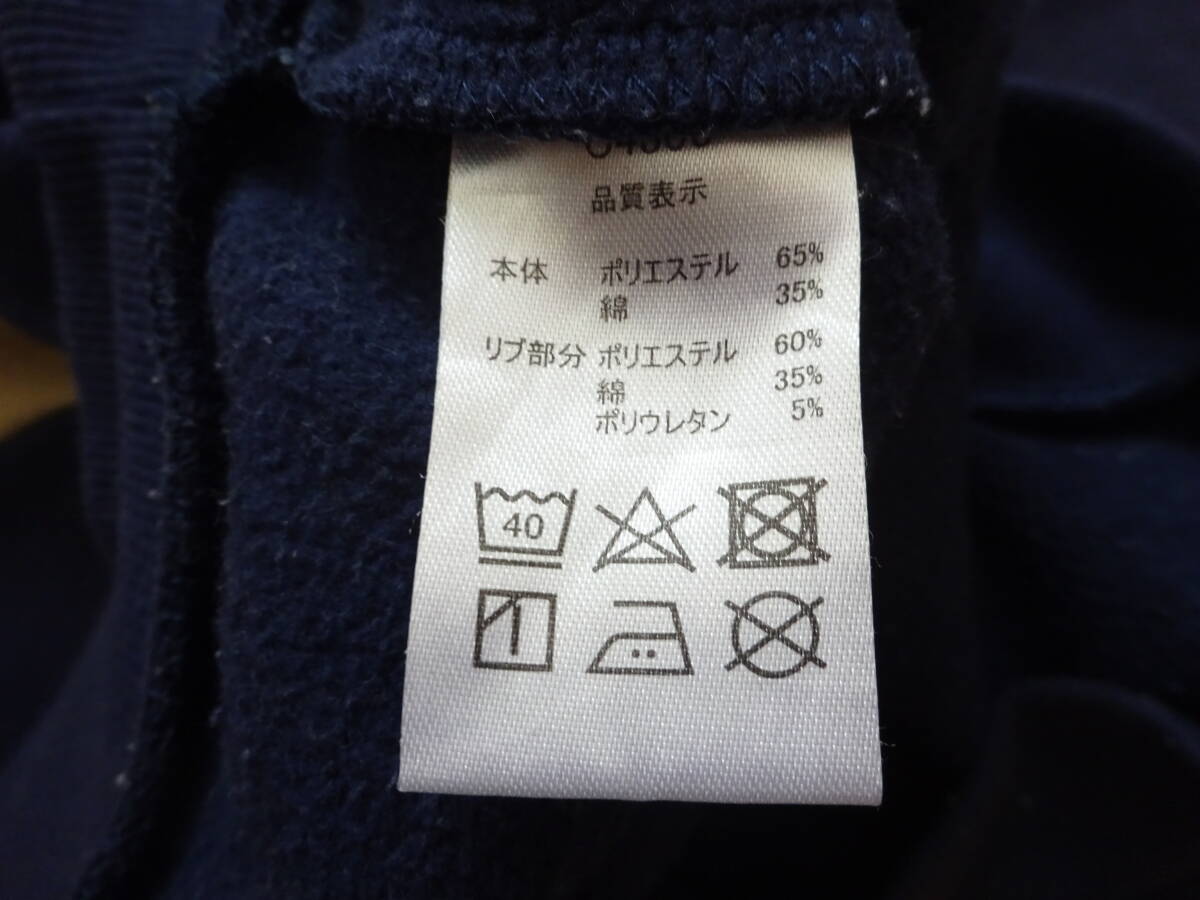 品質表示
本体 ポリエステル 65%
綿 35%
リブ部分 ポリエステル 60%
綿 35%
ポリウレタン 5%
40